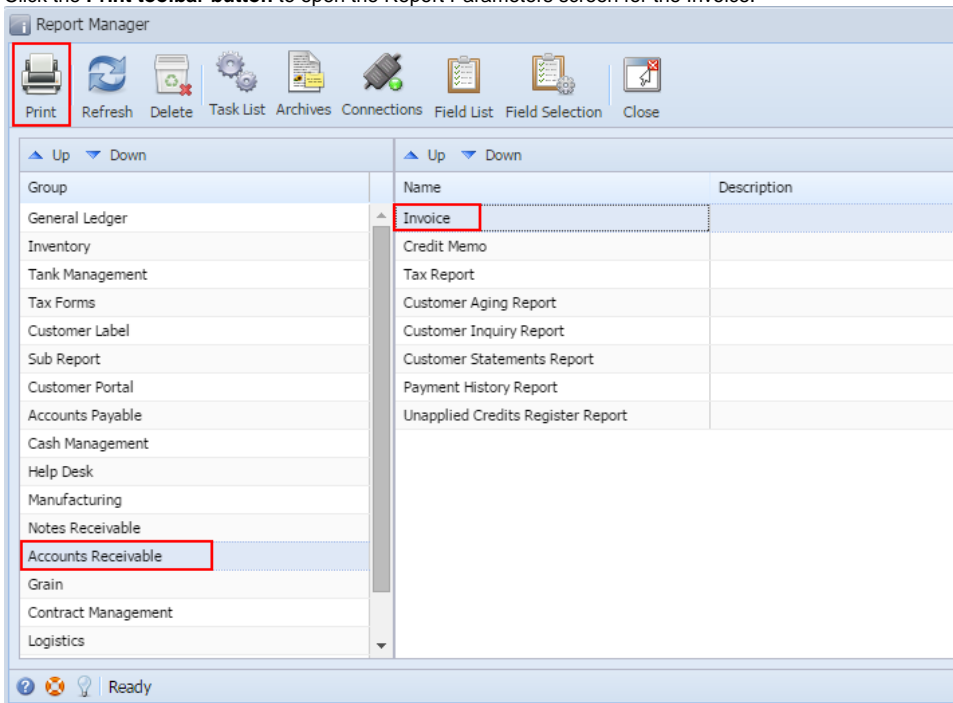 Click the Print toolbar button to open the Report Parameters screen for the Invoice.
Report Manager
Print Refresh Delete Task List Archives Connections Field List Field Selection Close
Up Down Up Down
Group Name Description
General Ledger Invoice
Inventory Credit Memo
Tank Management Tax Report
Tax Forms Customer Aging Report
Customer Label Customer Inquiry Report
Sub Report Customer Statements Report
Customer Portal Payment History Report
Accounts Payable Unapplied Credits Register Report
Cash Management
Help Desk
Manufacturing
Notes Receivable
Accounts Receivable
Grain
Contract Management
Logistics
Ready